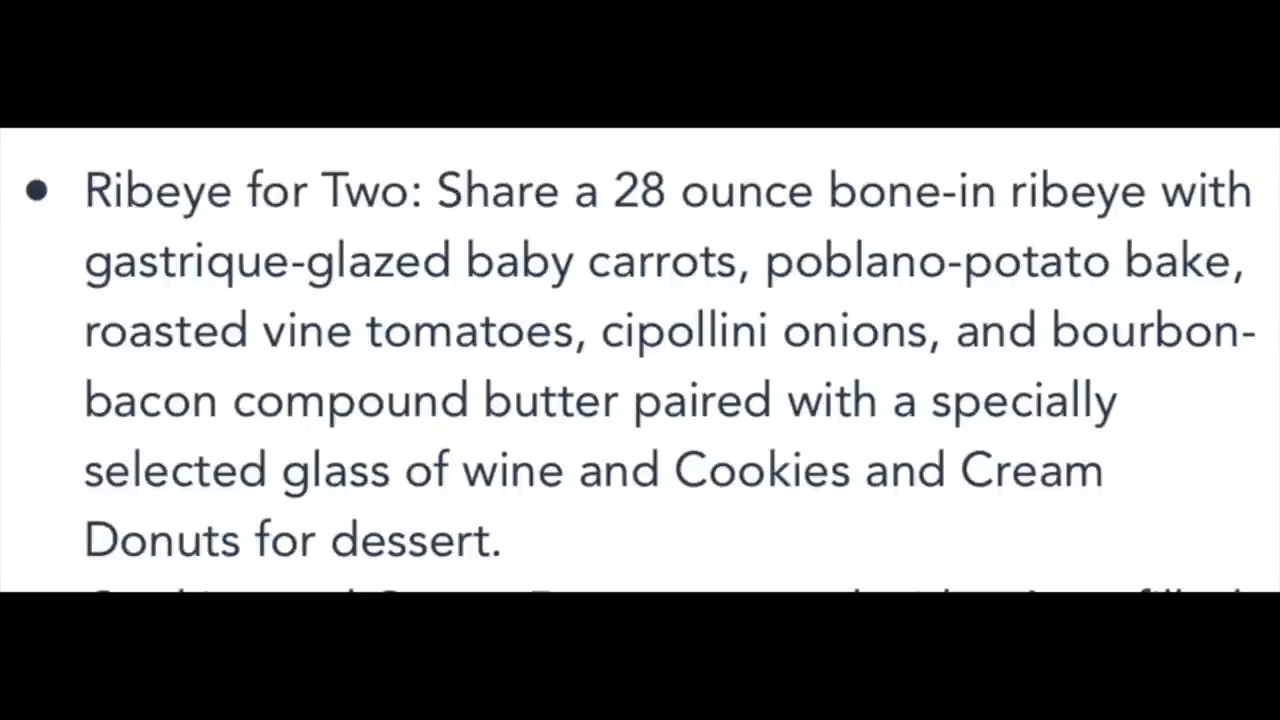 • Ribeye for Two: Share a 28 ounce bone-in ribeye with
gastrique-glazed baby carrots, poblano-potato bake,
roasted vine tomatoes, cipollini onions, and bourbon-
bacon compound butter paired with a specially
selected glass of wine and Cookies and Cream
Donuts for dessert.